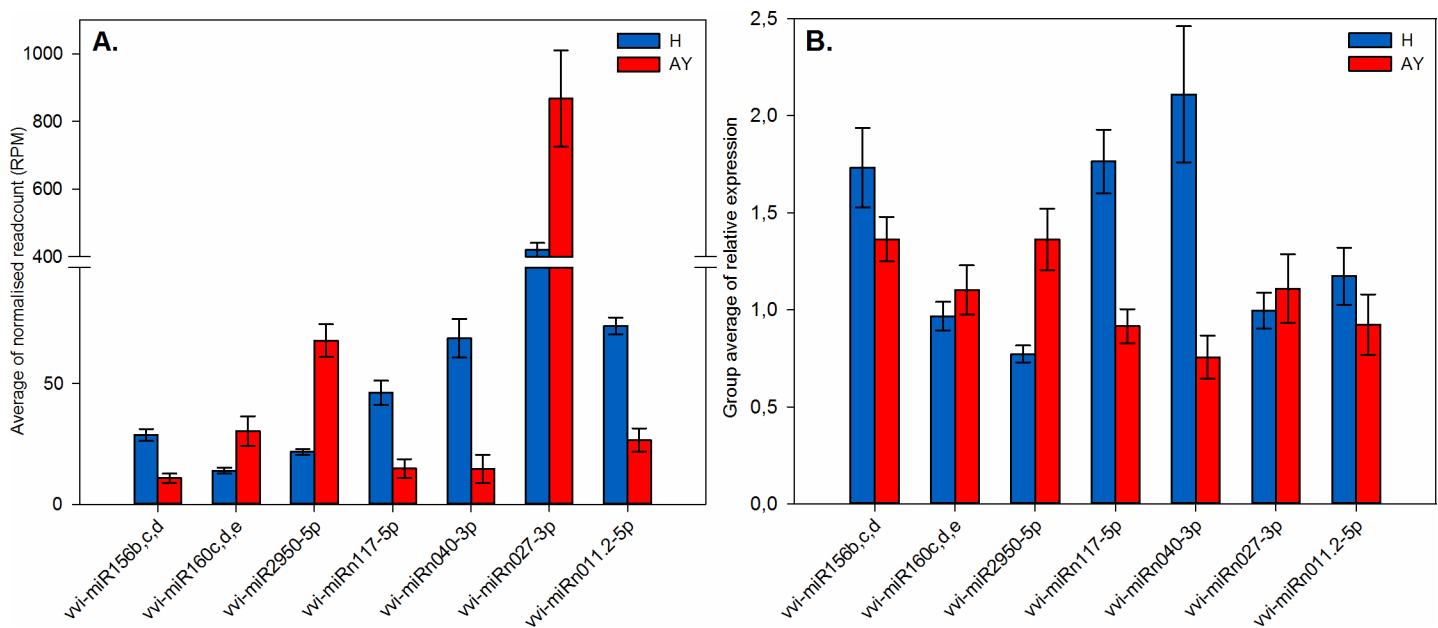 A.
H
AY
1000
800
600
400
50
0
Average of normalised readcount (RPM)
vvi-miR156b,c,d
vvi-miR160c,d,e
vvi-miR2950-5p
vvi-miRn117-5p
vvi-miRn040-3p
vvi-miRn027-3p
vvi-miRn011.2-5p
B.
H
AY
2,5
2,0
1,5
1,0
0,5
0,0
Group average of relative expression
vvi-miR156b,c,d
vvi-miR160c,d,e
vvi-miR2950-5p
vvi-miRn117-5p
vvi-miRn040-3p
vvi-miRn027-3p
vvi-miRn011.2-5p